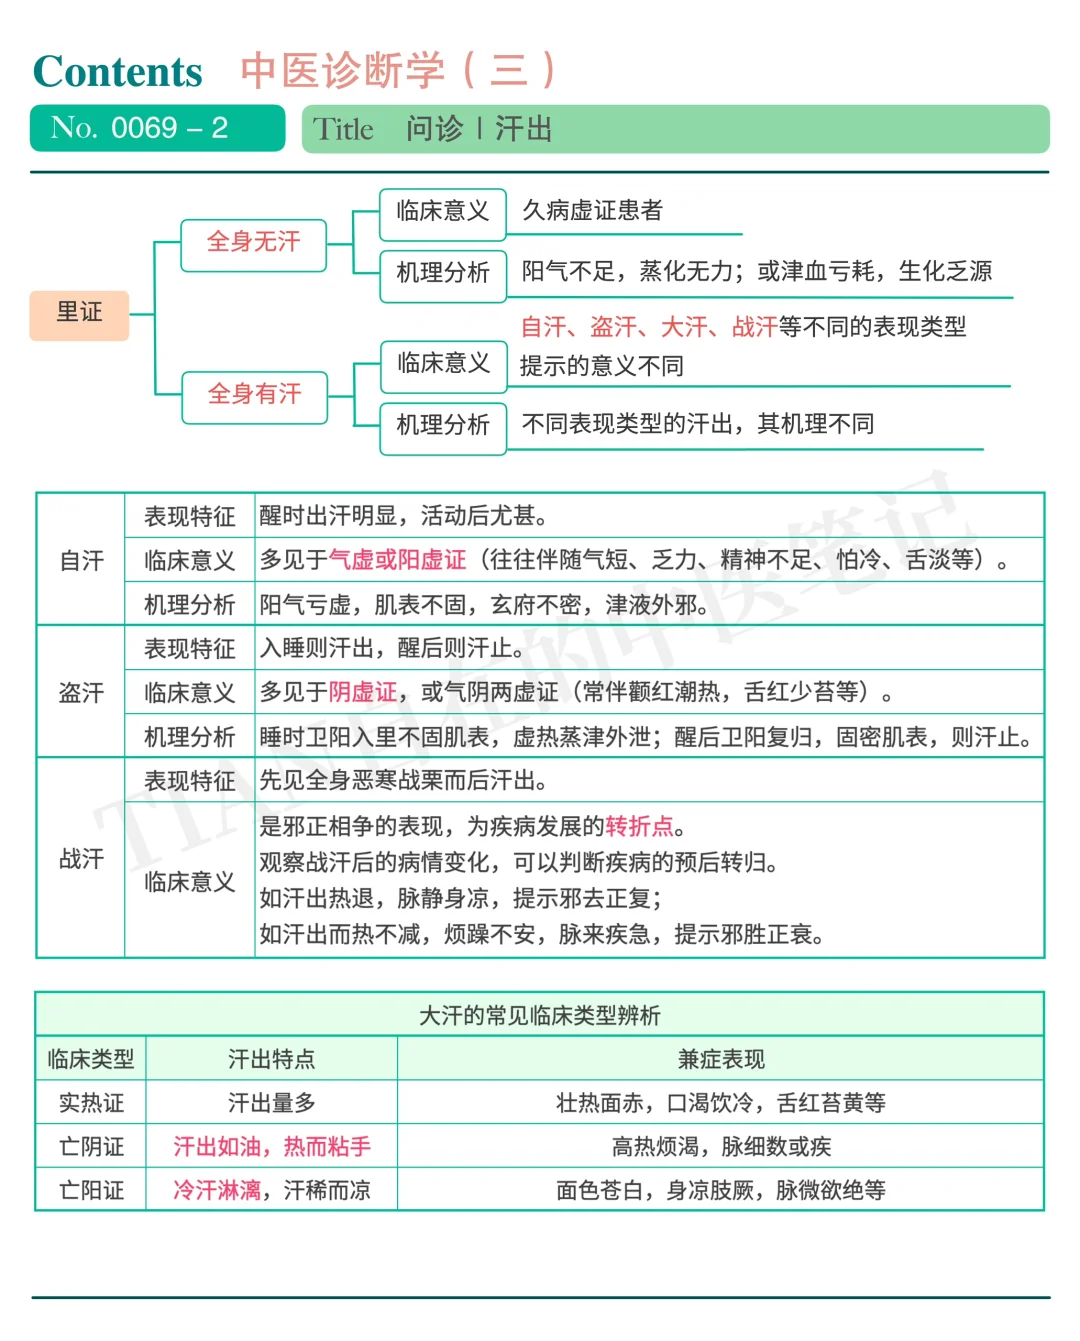 Contents 中医诊断学（三）
No. 0069 – 2
Title 问诊 | 汗出
里证
全身无汗
临床意义 久病虚证患者
机理分析 阳气不足，蒸化无力；或津血亏耗，生化乏源
全身有汗
临床意义
自汗、盗汗、大汗、战汗等不同的表现类型
提示的意义不同
机理分析 不同表现类型的汗出，其机理不同
自汗
表现特征 醒时出汗明显，活动后尤甚。
临床意义 多见于气虚或阳虚证（往往伴随气短、乏力、精神不足、怕冷、舌淡等）。
机理分析 阳气亏虚，肌表不固，玄府不密，津液外邪。
盗汗
表现特征 入睡则汗出，醒后则汗止。
临床意义 多见于阴虚证，或气阴两虚证（常伴颧红潮热，舌红少苔等）。
机理分析 睡时卫阳入里不固肌表，虚热蒸津外泄；醒后卫阳复归，固密肌表，则汗止。
战汗
表现特征 先见全身恶寒战栗而后汗出。
临床意义
是邪正相争的表现，为疾病发展的转折点。
观察战汗后的病情变化，可以判断疾病的预后转归。
如汗出热退，脉静身凉，提示邪去正复；
如汗出而热不减，烦躁不安，脉来疾急，提示邪胜正衰。
大汗的常见临床类型辨析
临床类型 汗出特点 兼症表现
实热证 汗出量多 壮热面赤，口渴饮冷，舌红苔黄等
亡阴证 汗出如油，热而粘手 高热烦渴，脉细数或疾
亡阳证 冷汗淋漓，汗稀而凉 面色苍白，身凉肢厥，脉微欲绝等
TIAN自在的中医笔记